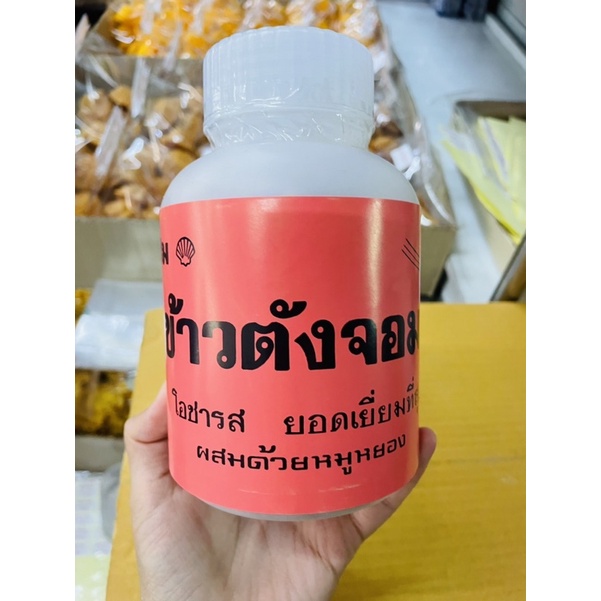 ข้าวตังจอม
โอชารส ยอดเยี่ยมที่
ผสมด้วยหมูหยอง